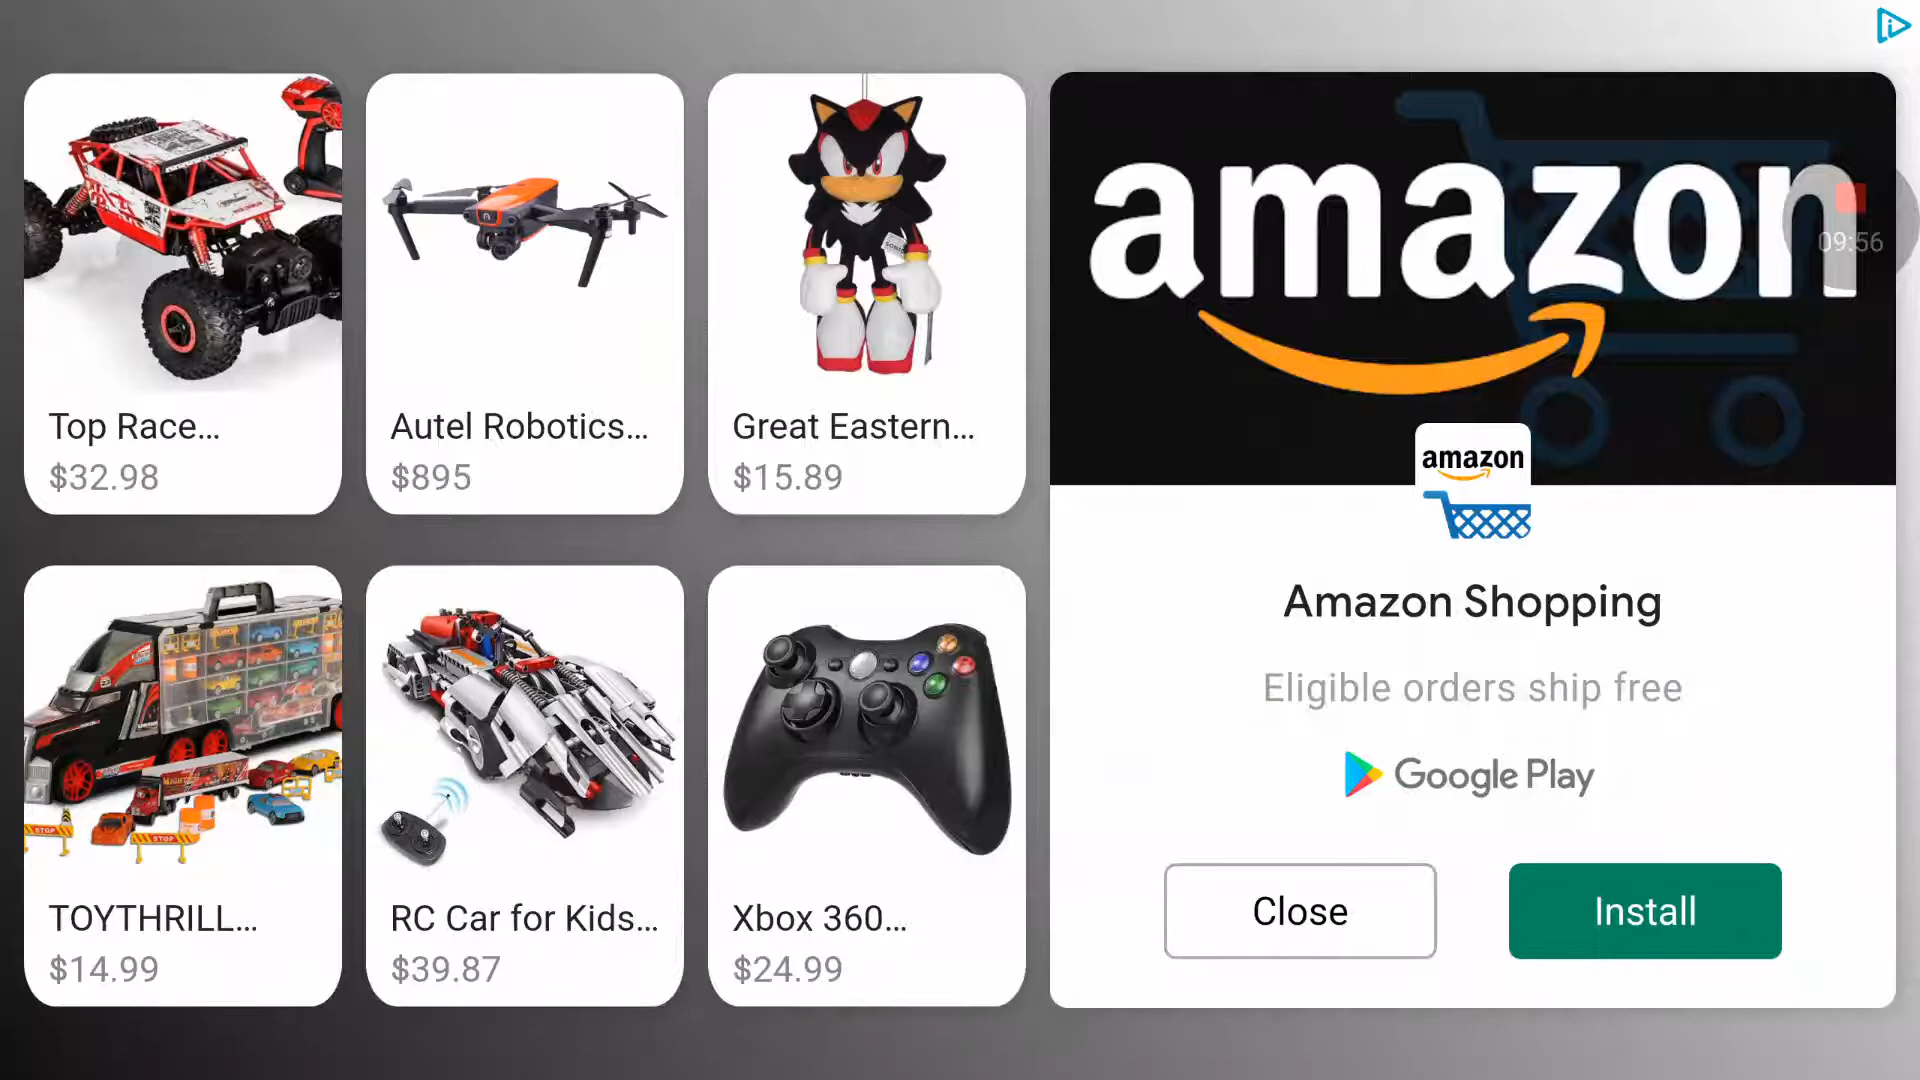 Top Race...
$32.98
Autel Robotics...
$895
Great Eastern...
$15.89
TOYTHRILL...
$14.99
RC Car for Kids...
$39.87
Xbox 360...
$24.99
amazon
09:56
amazon
Amazon Shopping
Eligible orders ship free
Google Play
Close
Install
STOP
STOP